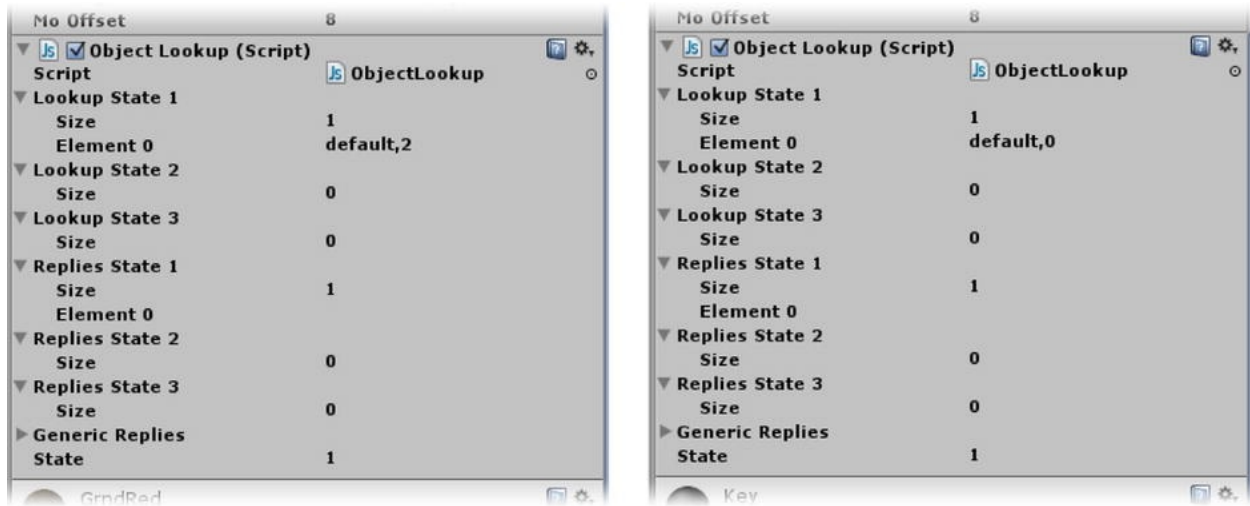 Mo Offset 8
Object Lookup (Script)
Script ObjectLookup
Lookup State 1
Size 1
Element 0 default,2
Lookup State 2
Size 0
Lookup State 3
Size 0
Replies State 1
Size 1
Element 0
Replies State 2
Size 0
Replies State 3
Size 0
Generic Replies
State 1
GrndRed
Mo Offset 8
Object Lookup (Script)
Script ObjectLookup
Lookup State 1
Size 1
Element 0 default,0
Lookup State 2
Size 0
Lookup State 3
Size 0
Replies State 1
Size 1
Element 0
Replies State 2
Size 0
Replies State 3
Size 0
Generic Replies
State 1
Key